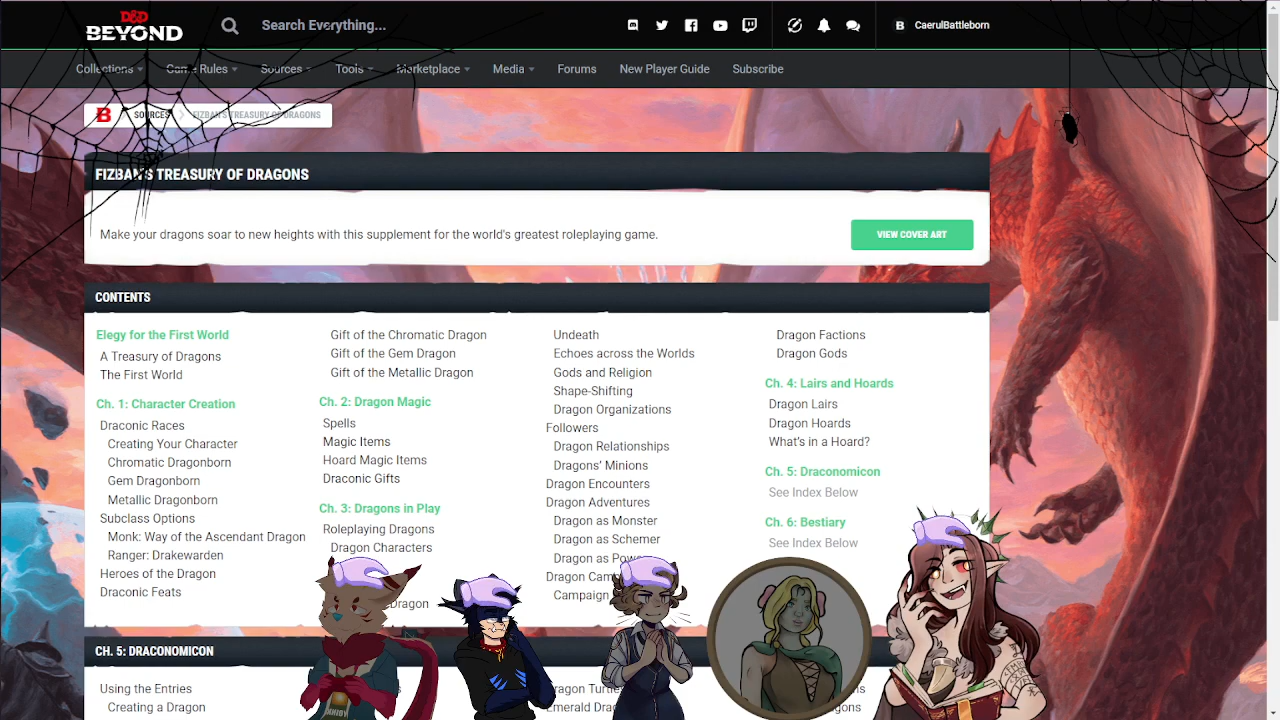 D&D
BEYOND
Search Everything...
B CaerulBattleborn
Collections
Game Rules
Sources
Tools
Marketplace
Media
Forums
New Player Guide
Subscribe
B SOURCES FIZBAN'S TREASURY OF DRAGONS
FIZBAN'S TREASURY OF DRAGONS
Make your dragons soar to new heights with this supplement for the world's greatest roleplaying game.
VIEW COVER ART
CONTENTS
Elegy for the First World
A Treasury of Dragons
The First World
Ch. 1: Character Creation
Draconic Races
Creating Your Character
Chromatic Dragonborn
Gem Dragonborn
Metallic Dragonborn
Subclass Options
Monk: Way of the Ascendant Dragon
Ranger: Drakewarden
Heroes of the Dragon
Draconic Feats
Gift of the Chromatic Dragon
Gift of the Gem Dragon
Gift of the Metallic Dragon
Ch. 2: Dragon Magic
Spells
Magic Items
Hoard Magic Items
Draconic Gifts
Ch. 3: Dragons in Play
Roleplaying Dragons
Dragon Characters
Dragon
Undeath
Echoes across the Worlds
Gods and Religion
Shape-Shifting
Dragon Organizations
Followers
Dragon Relationships
Dragons' Minions
Dragon Encounters
Dragon Adventures
Dragon as Monster
Dragon as Schemer
Dragon as
Dragon
Campaign
Dragon Factions
Dragon Gods
Ch. 4: Lairs and Hoards
Dragon Lairs
Dragon Hoards
What's in a Hoard?
Ch. 5: Draconomicon
See Index Below
Ch. 6: Bestiary
See Index Below
CH. 5: DRACONOMICON
Using the Entries
Creating a Dragon
Dragon